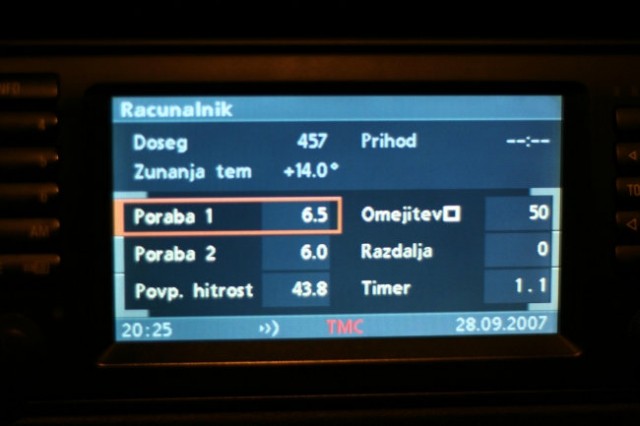 Racunalnik
Doseg 457 Prihod --:--
Zunanja tem +14.0°
Poraba 1 6.5 Omejitev 50
Poraba 2 6.0 Razdalja 0
Povp. hitrost 43.8 Timer 1.1
20:25 TMC 28.09.2007